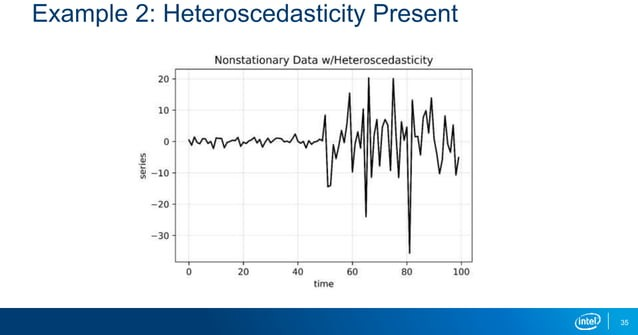 Example 2: Heteroscedasticity Present
Nonstationary Data w/Heteroscedasticity
20
10
0
−10
−20
−30
series
0 20 40 60 80 100
time
intel
35